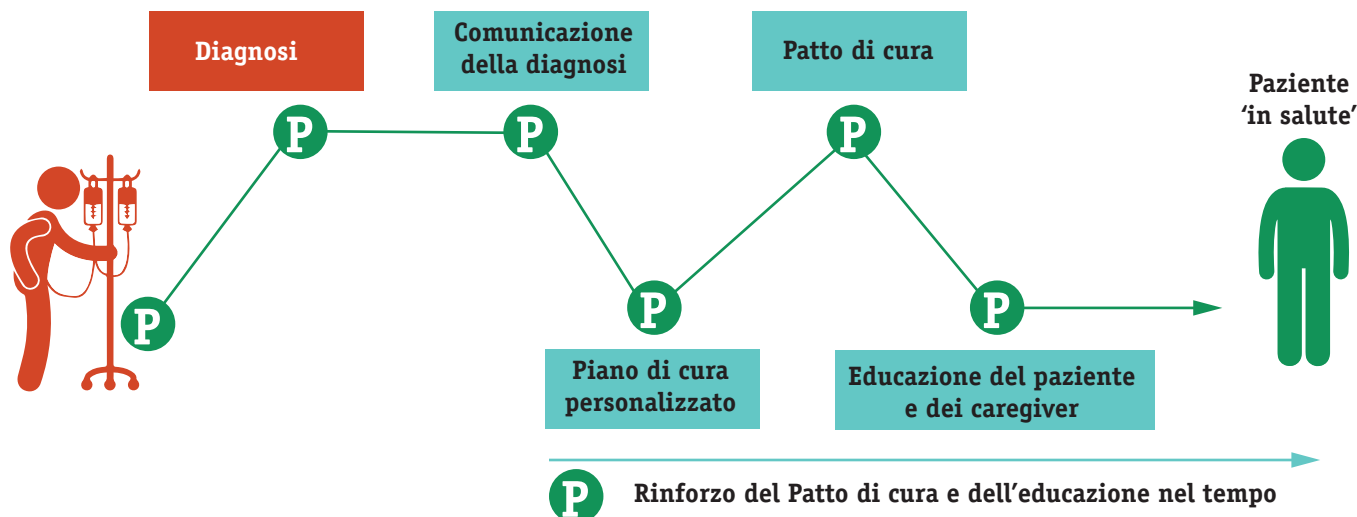 Diagnosi
Comunicazione
della diagnosi
Patto di cura
Paziente
‘in salute’
P
P
P
P
P
P
Piano di cura
personalizzato
Educazione del paziente
e dei caregiver
P
Rinforzo del Patto di cura e dell’educazione nel tempo